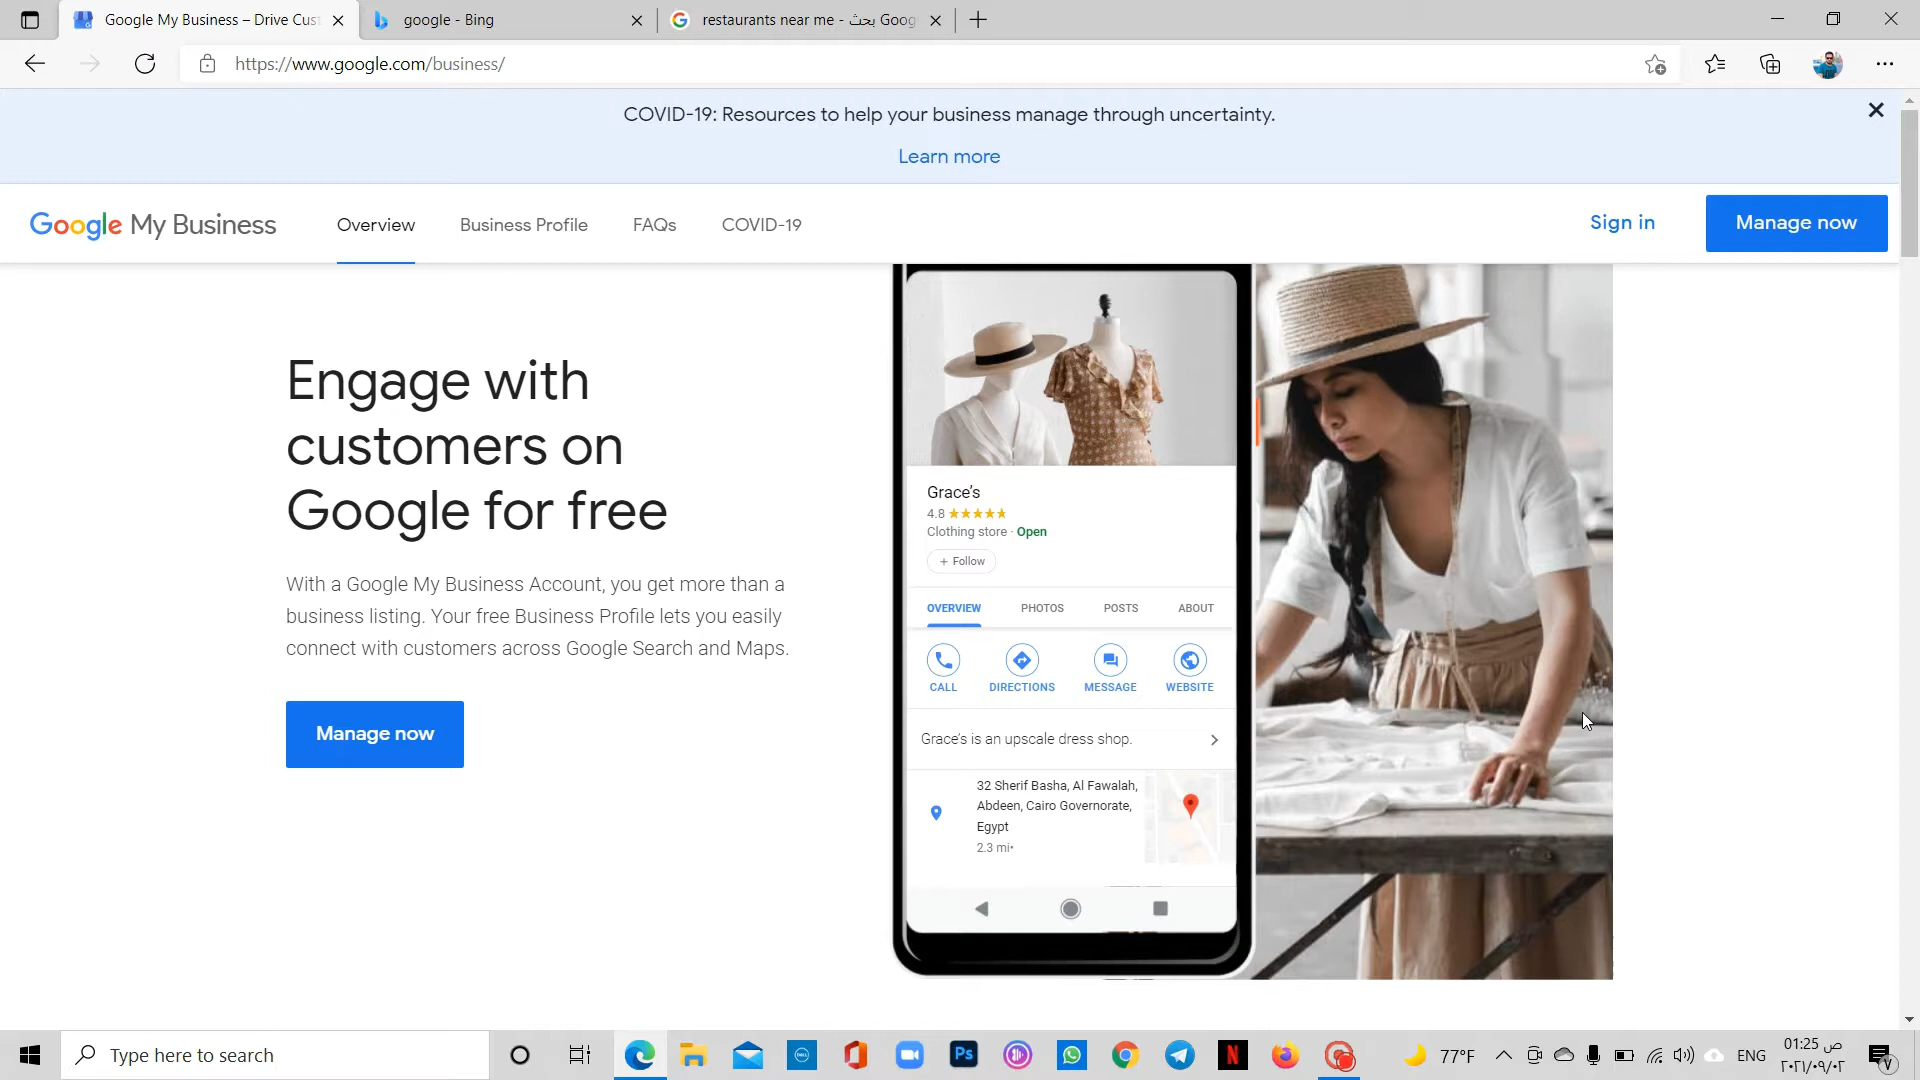 Google My Business – Drive Cust
google - Bing
restaurants near me - بحث Goog
https://www.google.com/business/
COVID-19: Resources to help your business manage through uncertainty.
Learn more
Google My Business
Overview
Business Profile
FAQs
COVID-19
Sign in
Manage now
Engage with
customers on
Google for free
With a Google My Business Account, you get more than a
business listing. Your free Business Profile lets you easily
connect with customers across Google Search and Maps.
Manage now
Grace's
4.8
Clothing store · Open
+ Follow
OVERVIEW
PHOTOS
POSTS
ABOUT
CALL
DIRECTIONS
MESSAGE
WEBSITE
Grace's is an upscale dress shop.
32 Sherif Basha, Al Fawalah,
Abdeen, Cairo Governorate,
Egypt
2.3 mi•
Type here to search
DELL
Ps
N
77°F
ENG
01:25 ص
٢٠٢١/٠٩/٠٢
V